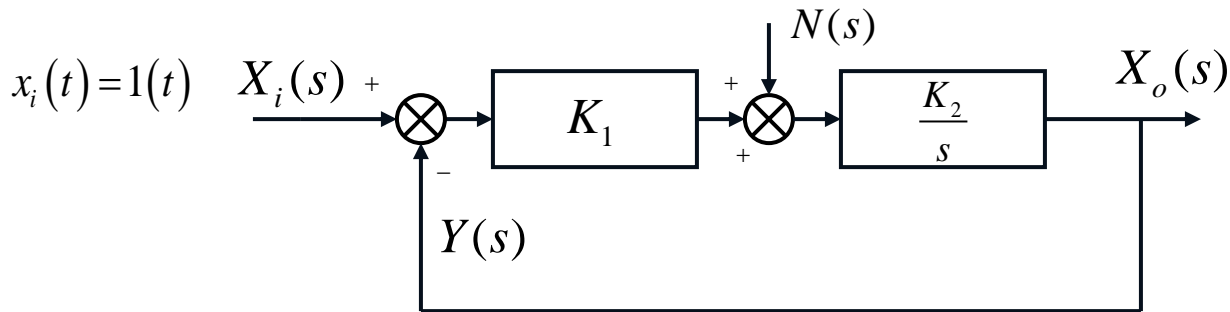 x_i(t)=1(t)
X_i(s)
+
−
K_1
+
+
N(s)
K_2
s
X_o(s)
Y(s)